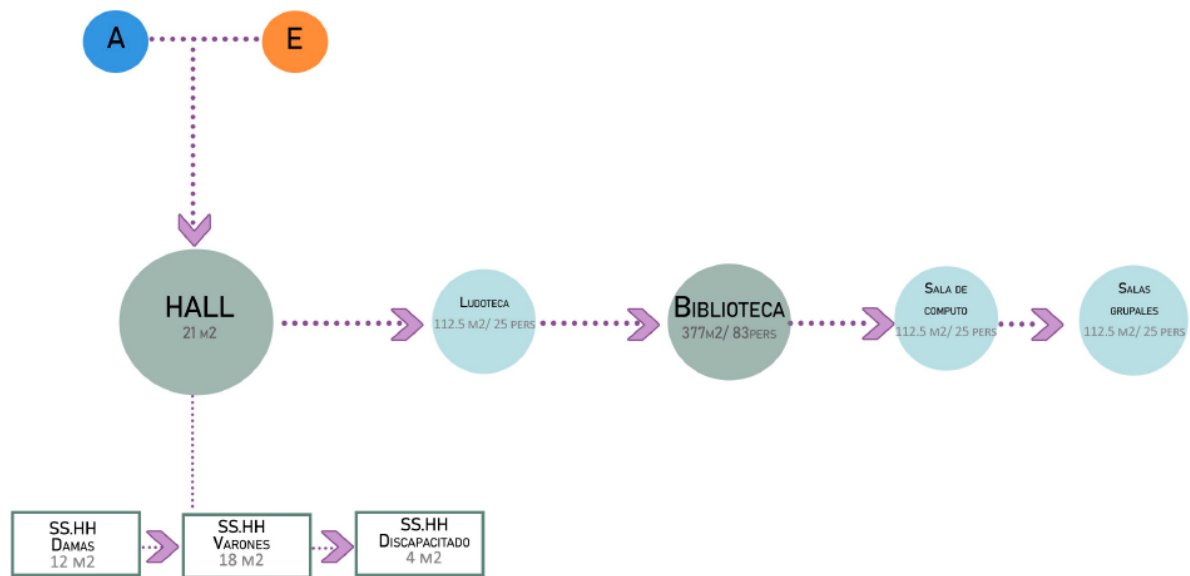 A
E
HALL
21 M2
LUDOTECA
112.5 M2/ 25 PERS
BIBLIOTECA
377M2/ 83PERS
SALA DE
COMPUTO
112.5 M2/ 25 PERS
SALAS
GRUPALES
112.5 M2/ 25 PERS
SS.HH
DAMAS
12 M2
SS.HH
VARONES
18 M2
SS.HH
DISCAPACITADO
4 M2